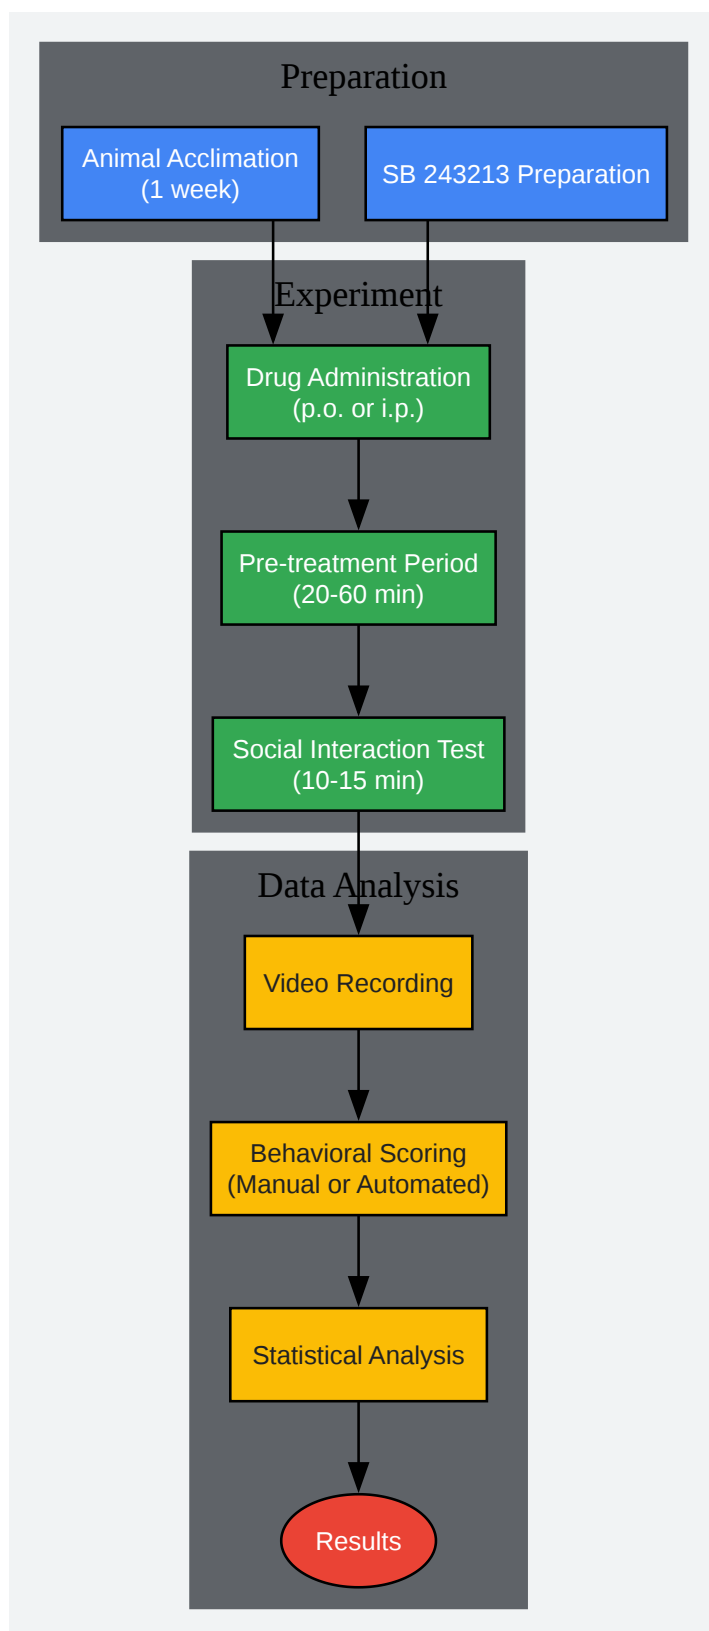 Preparation
Animal Acclimation
(1 week)
SB 243213 Preparation
Experiment
Drug Administration
(p.o. or i.p.)
Pre-treatment Period
(20-60 min)
Social Interaction Test
(10-15 min)
Data Analysis
Video Recording
Behavioral Scoring
(Manual or Automated)
Statistical Analysis
Results